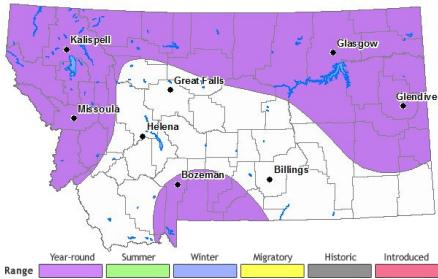 Kalispell
Glasgow
Great Falls
Glendive
Missoula
Helena
Billings
Bozeman
Year-round Summer Winter Migratory Historic Introduced
Range